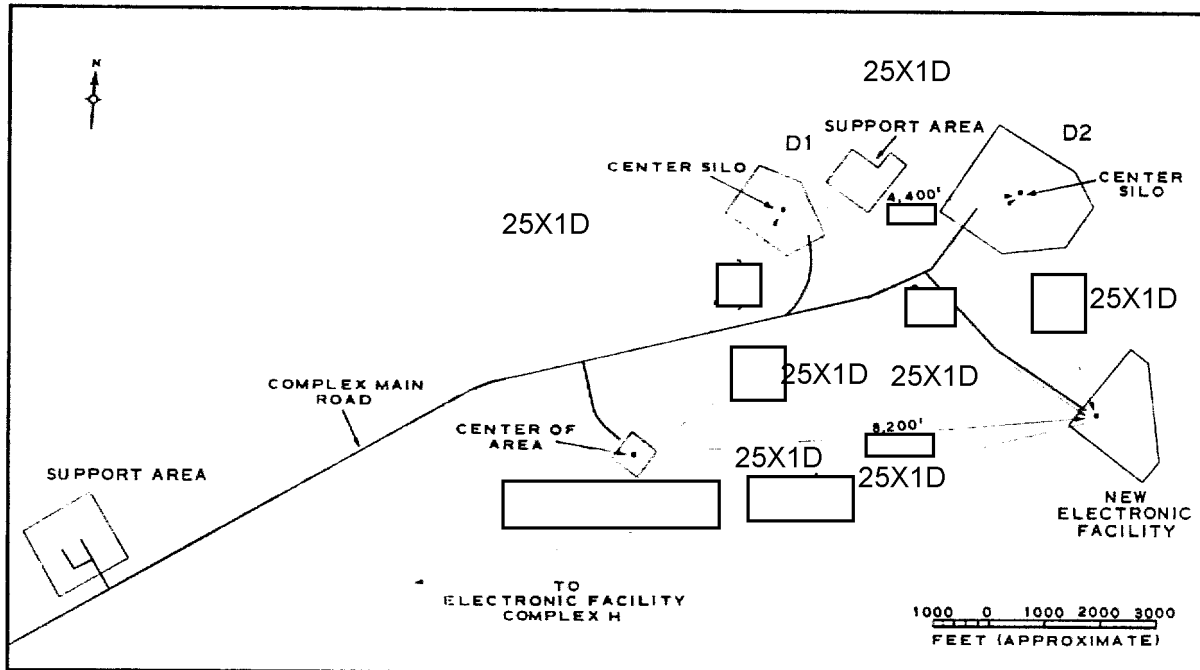 N
25X1D
SUPPORT AREA
D1
D2
CENTER SILO
CENTER
SILO
4,400'
25X1D
25X1D
25X1D
25X1D
COMPLEX MAIN
ROAD
CENTER OF
AREA
8,200'
25X1D
25X1D
SUPPORT AREA
NEW
ELECTRONIC
FACILITY
TO
ELECTRONIC FACILITY
COMPLEX H
1000 0 1000 2000 3000
FEET (APPROXIMATE)